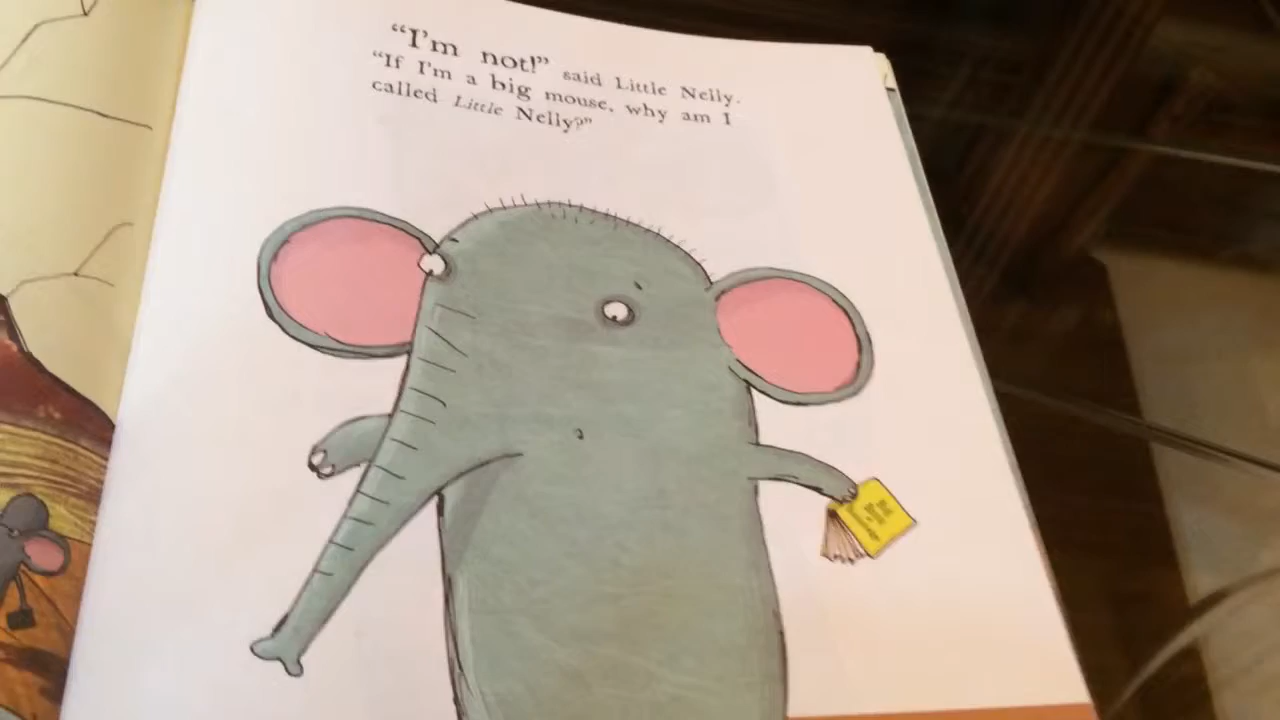 “I'm not!” said Little Nelly.
“If I'm a big mouse, why am I
called Little Nelly?”